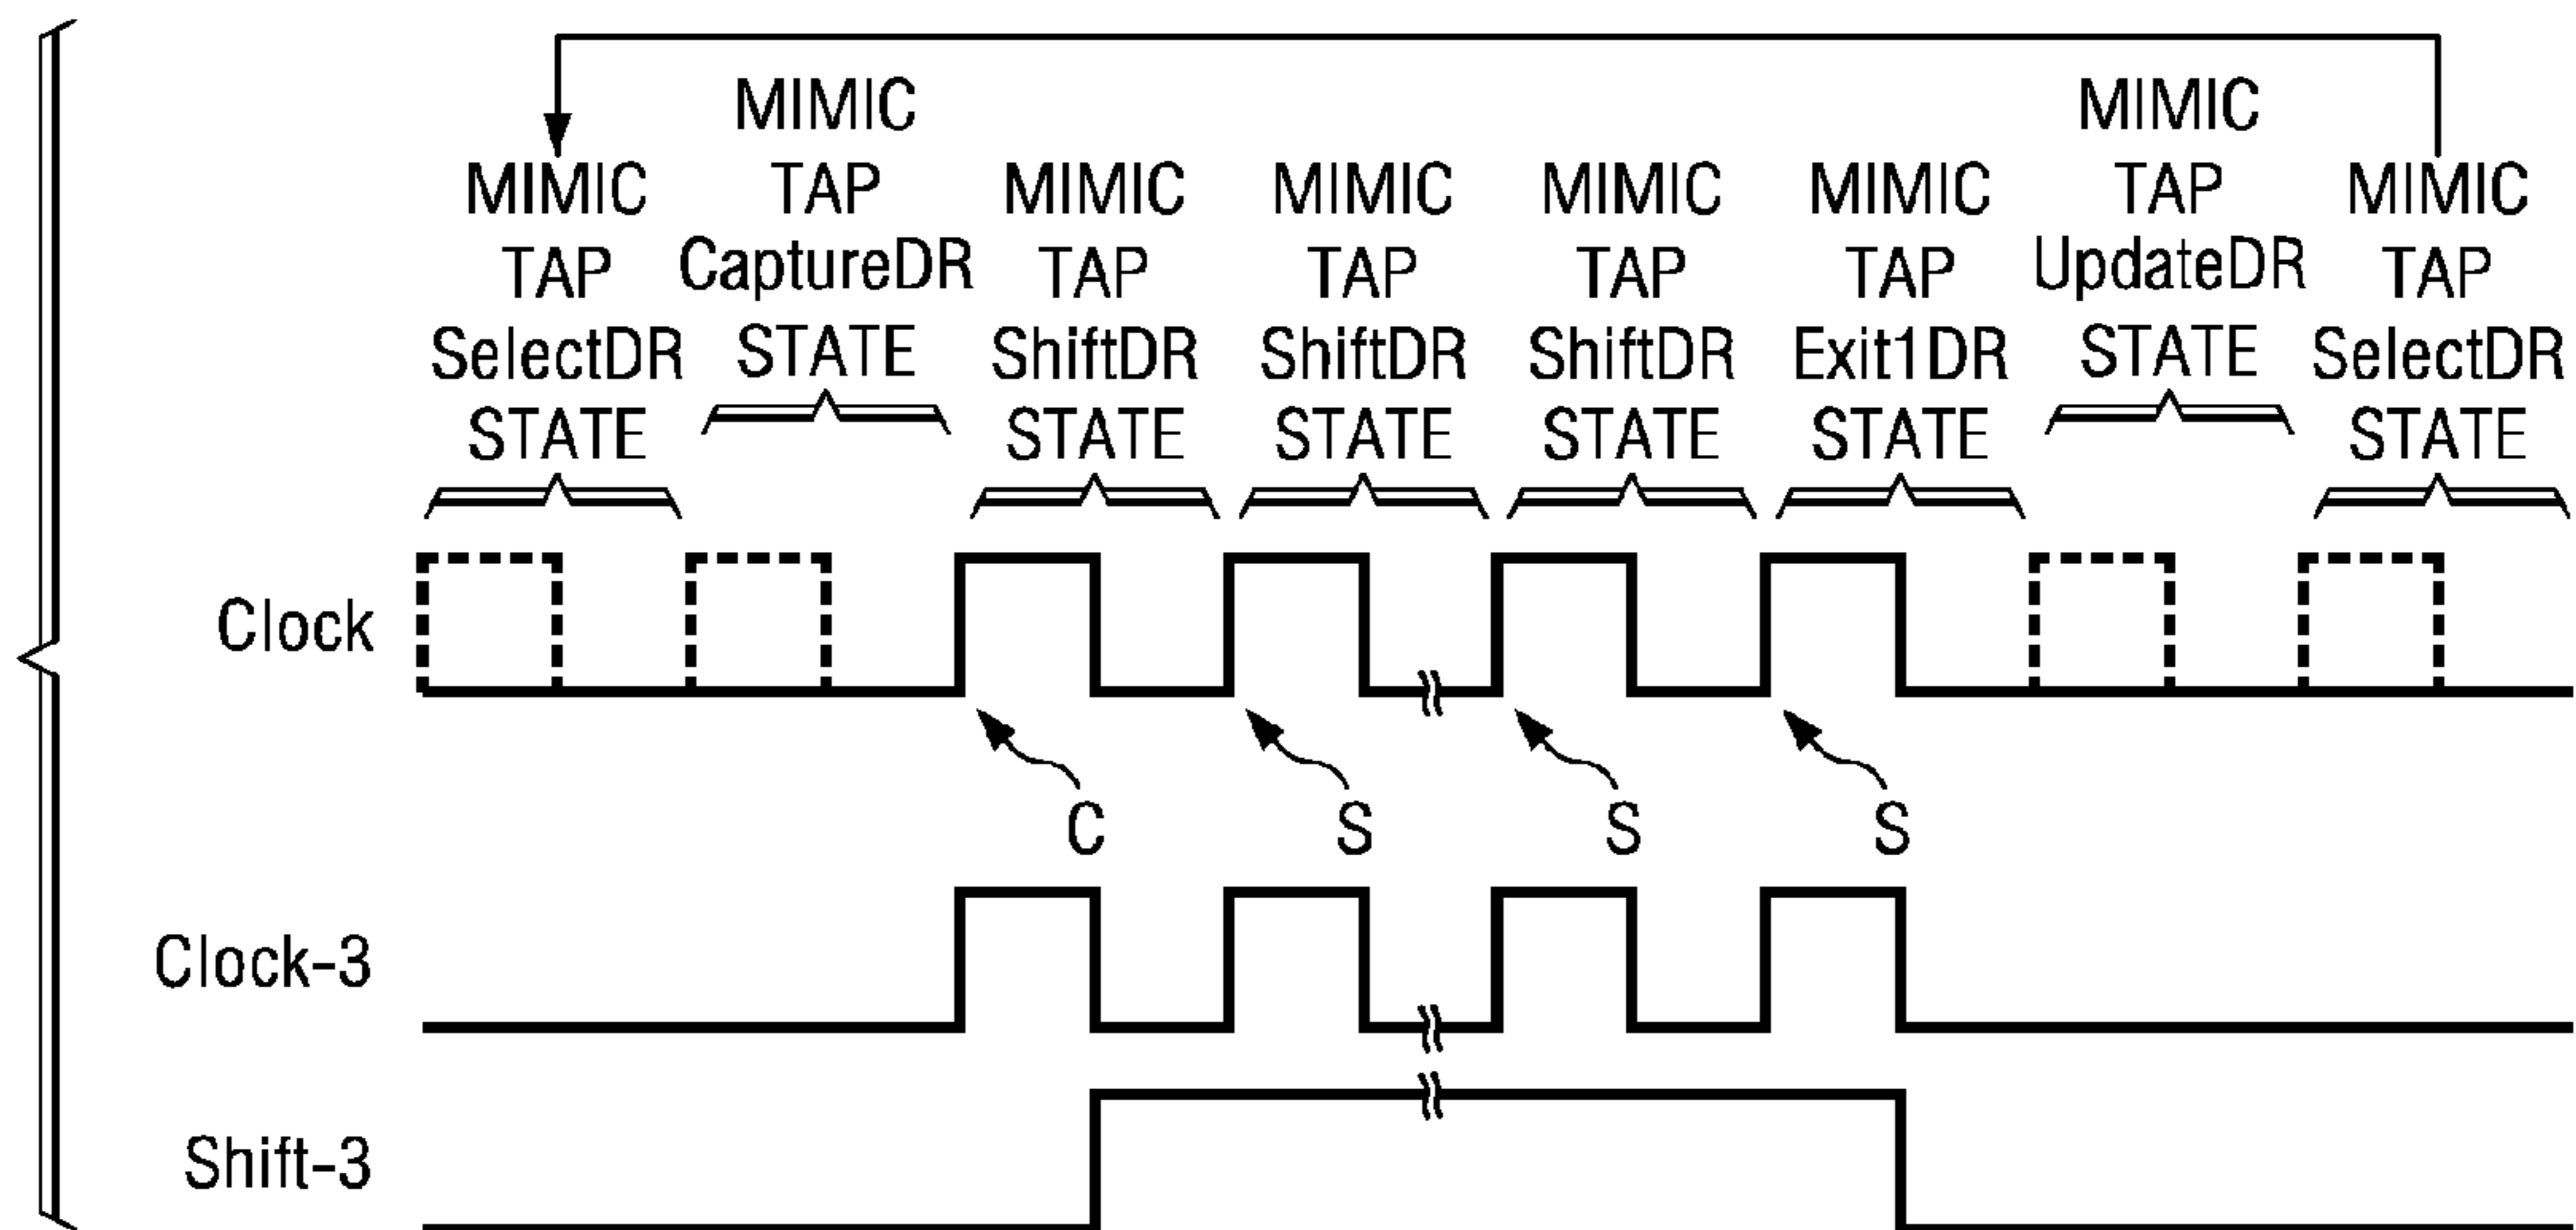 MIMIC
TAP
SelectDR
STATE
MIMIC
TAP
CaptureDR
STATE
MIMIC
TAP
ShiftDR
STATE
MIMIC
TAP
ShiftDR
STATE
MIMIC
TAP
ShiftDR
STATE
MIMIC
TAP
Exit1DR
STATE
MIMIC
TAP
UpdateDR
STATE
MIMIC
TAP
SelectDR
STATE
Clock
C
S
S
S
Clock-3
Shift-3